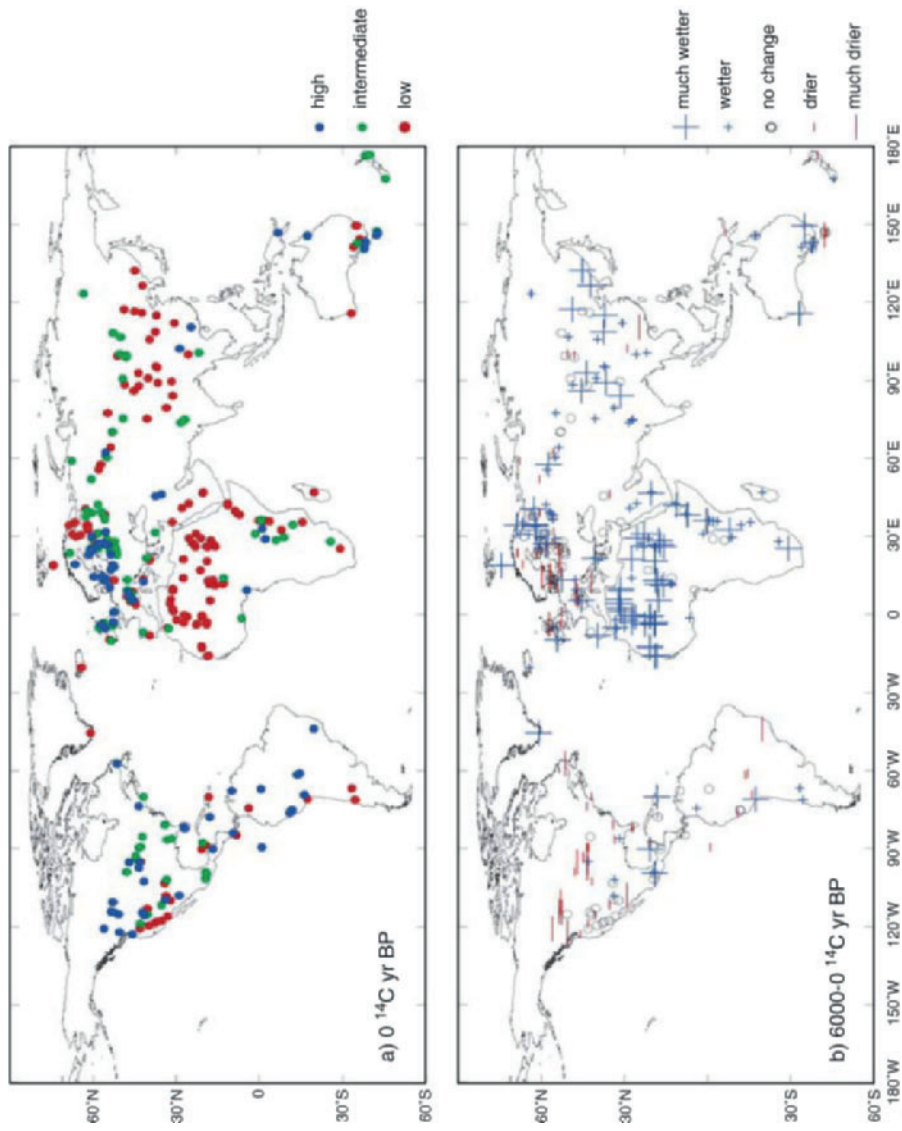 high
intermediate
low
a) 0 ¹⁴C yr BP
60°N
30°N
0
30°S
60°S
much wetter
wetter
no change
drier
much drier
b) 6000-0 ¹⁴C yr BP
60°N
30°N
30°S
60°S
180°W
150°W
120°W
90°W
60°W
30°W
0
30°E
60°E
90°E
120°E
150°E
180°E